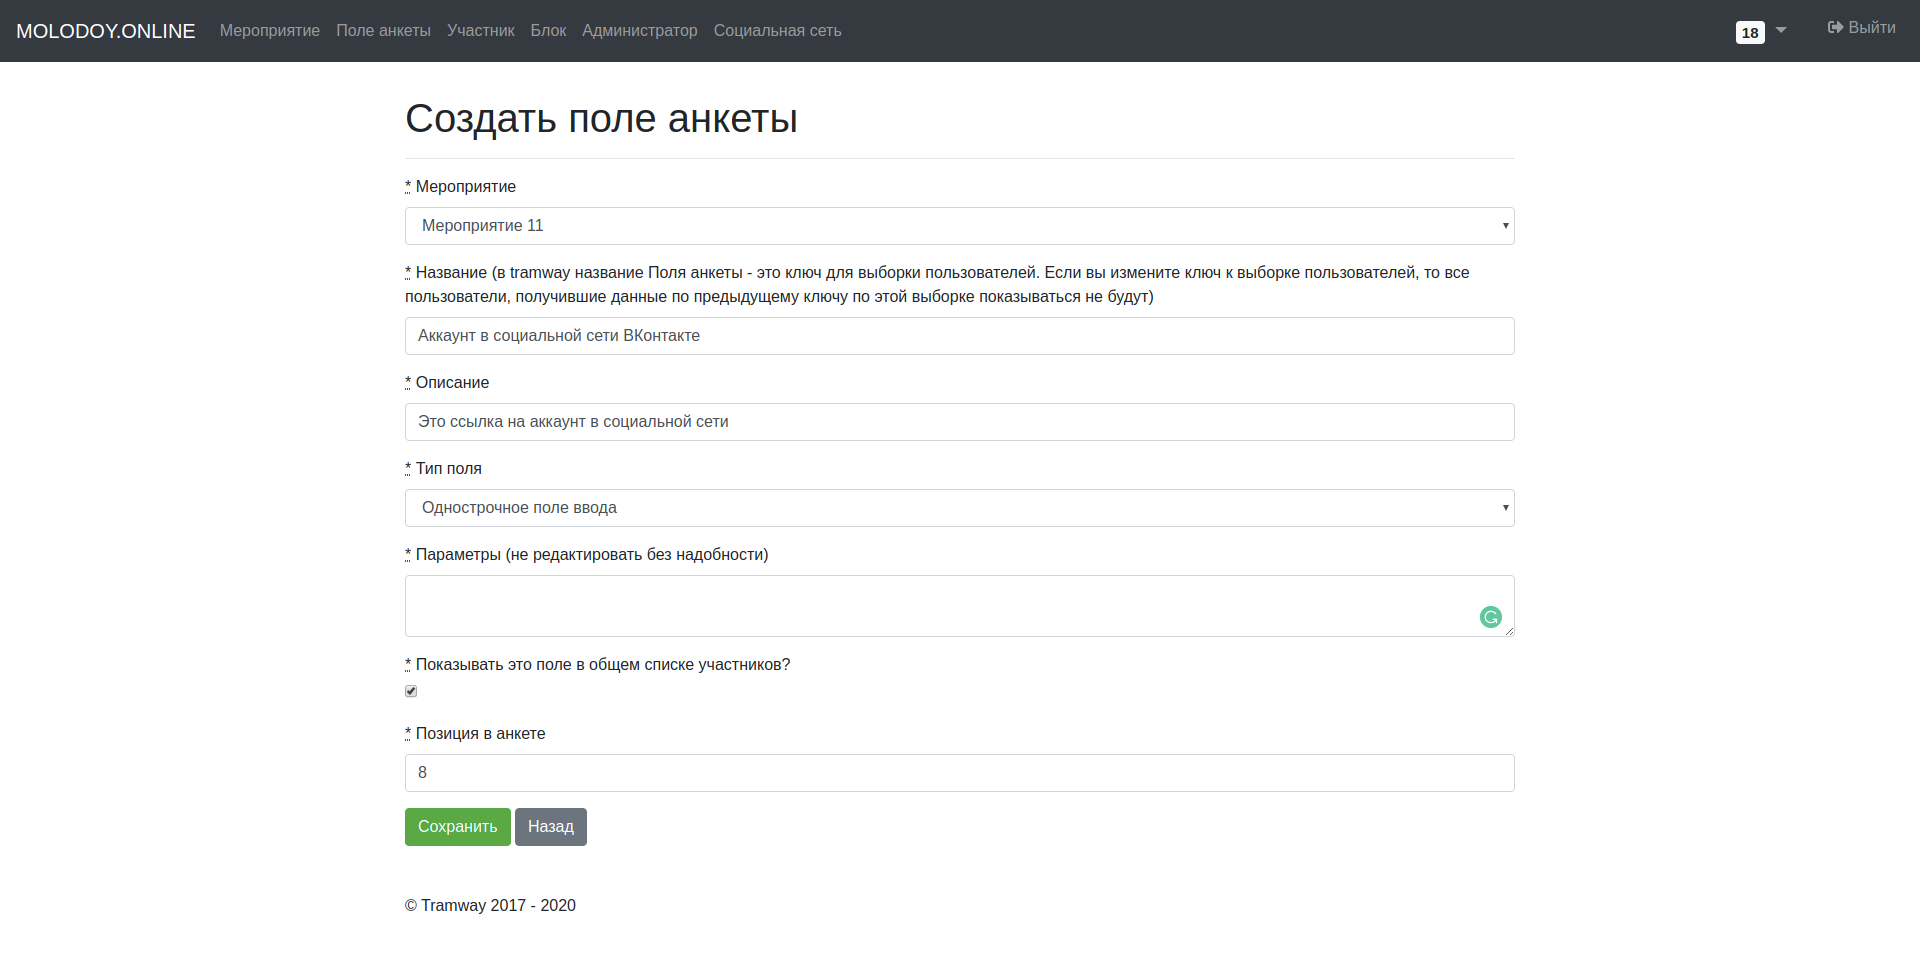 MOLODOY.ONLINE Мероприятие Поле анкеты Участник Блок Администратор Социальная сеть 18 Выйти
Создать поле анкеты
* Мероприятие
Мероприятие 11
* Название (в tramway название Поля анкеты - это ключ для выборки пользователей. Если вы измените ключ к выборке пользователей, то все
пользователи, получившие данные по предыдущему ключу по этой выборке показываться не будут)
Аккаунт в социальной сети ВКонтакте
* Описание
Это ссылка на аккаунт в социальной сети
* Тип поля
Однострочное поле ввода
* Параметры (не редактировать без надобности)
* Показывать это поле в общем списке участников?
* Позиция в анкете
8
Сохранить Назад
© Tramway 2017 - 2020